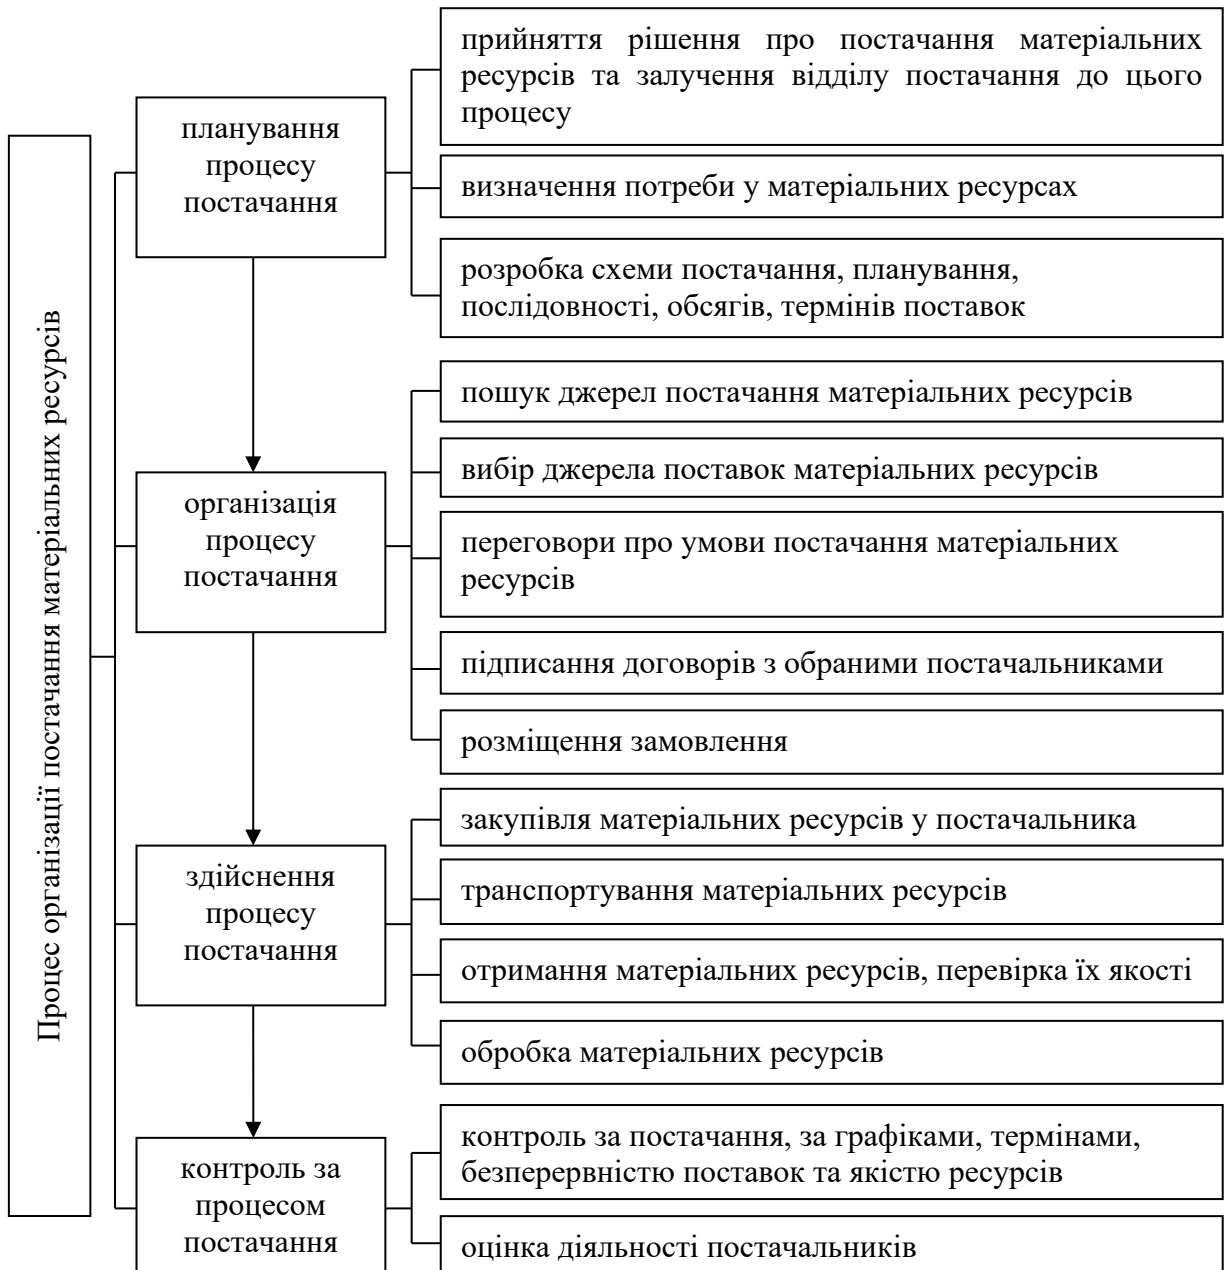 Процес організації постачання матеріальних ресурсів
планування
процесу
постачання
прийняття рішення про постачання матеріальних
ресурсів та залучення відділу постачання до цього
процесу
визначення потреби у матеріальних ресурсах
розробка схеми постачання, планування,
послідовності, обсягів, термінів поставок
організація
процесу
постачання
пошук джерел постачання матеріальних ресурсів
вибір джерела поставок матеріальних ресурсів
переговори про умови постачання матеріальних
ресурсів
підписання договорів з обраними постачальниками
розміщення замовлення
здійснення
процесу
постачання
закупівля матеріальних ресурсів у постачальника
транспортування матеріальних ресурсів
отримання матеріальних ресурсів, перевірка їх якості
обробка матеріальних ресурсів
контроль за
процесом
постачання
контроль за постачання, за графіками, термінами,
безперервністю поставок та якістю ресурсів
оцінка діяльності постачальників